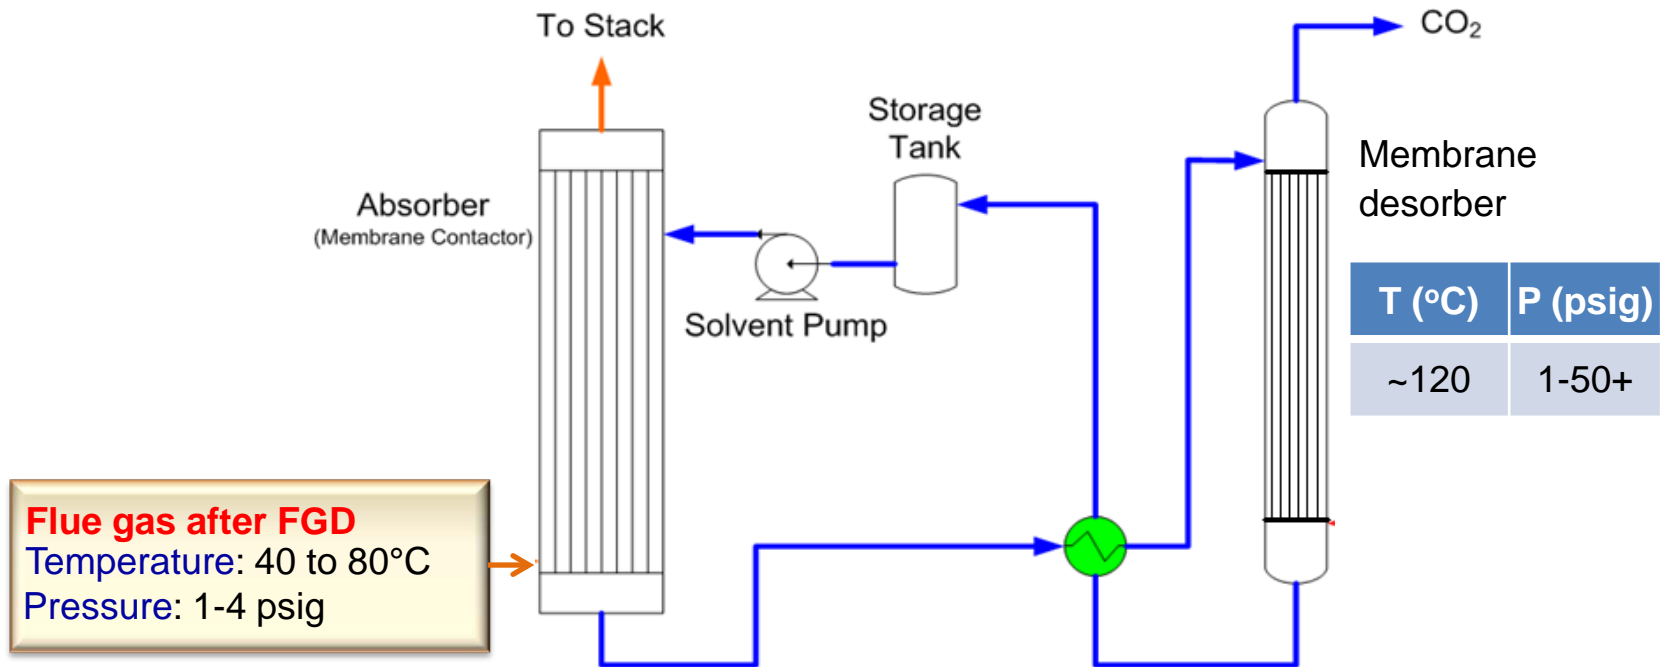 To Stack
CO₂
Storage
Tank
Membrane
desorber
Absorber
(Membrane Contactor)
Solvent Pump
T (°C) P (psig)
~120 1-50+
Flue gas after FGD
Temperature: 40 to 80°C
Pressure: 1-4 psig